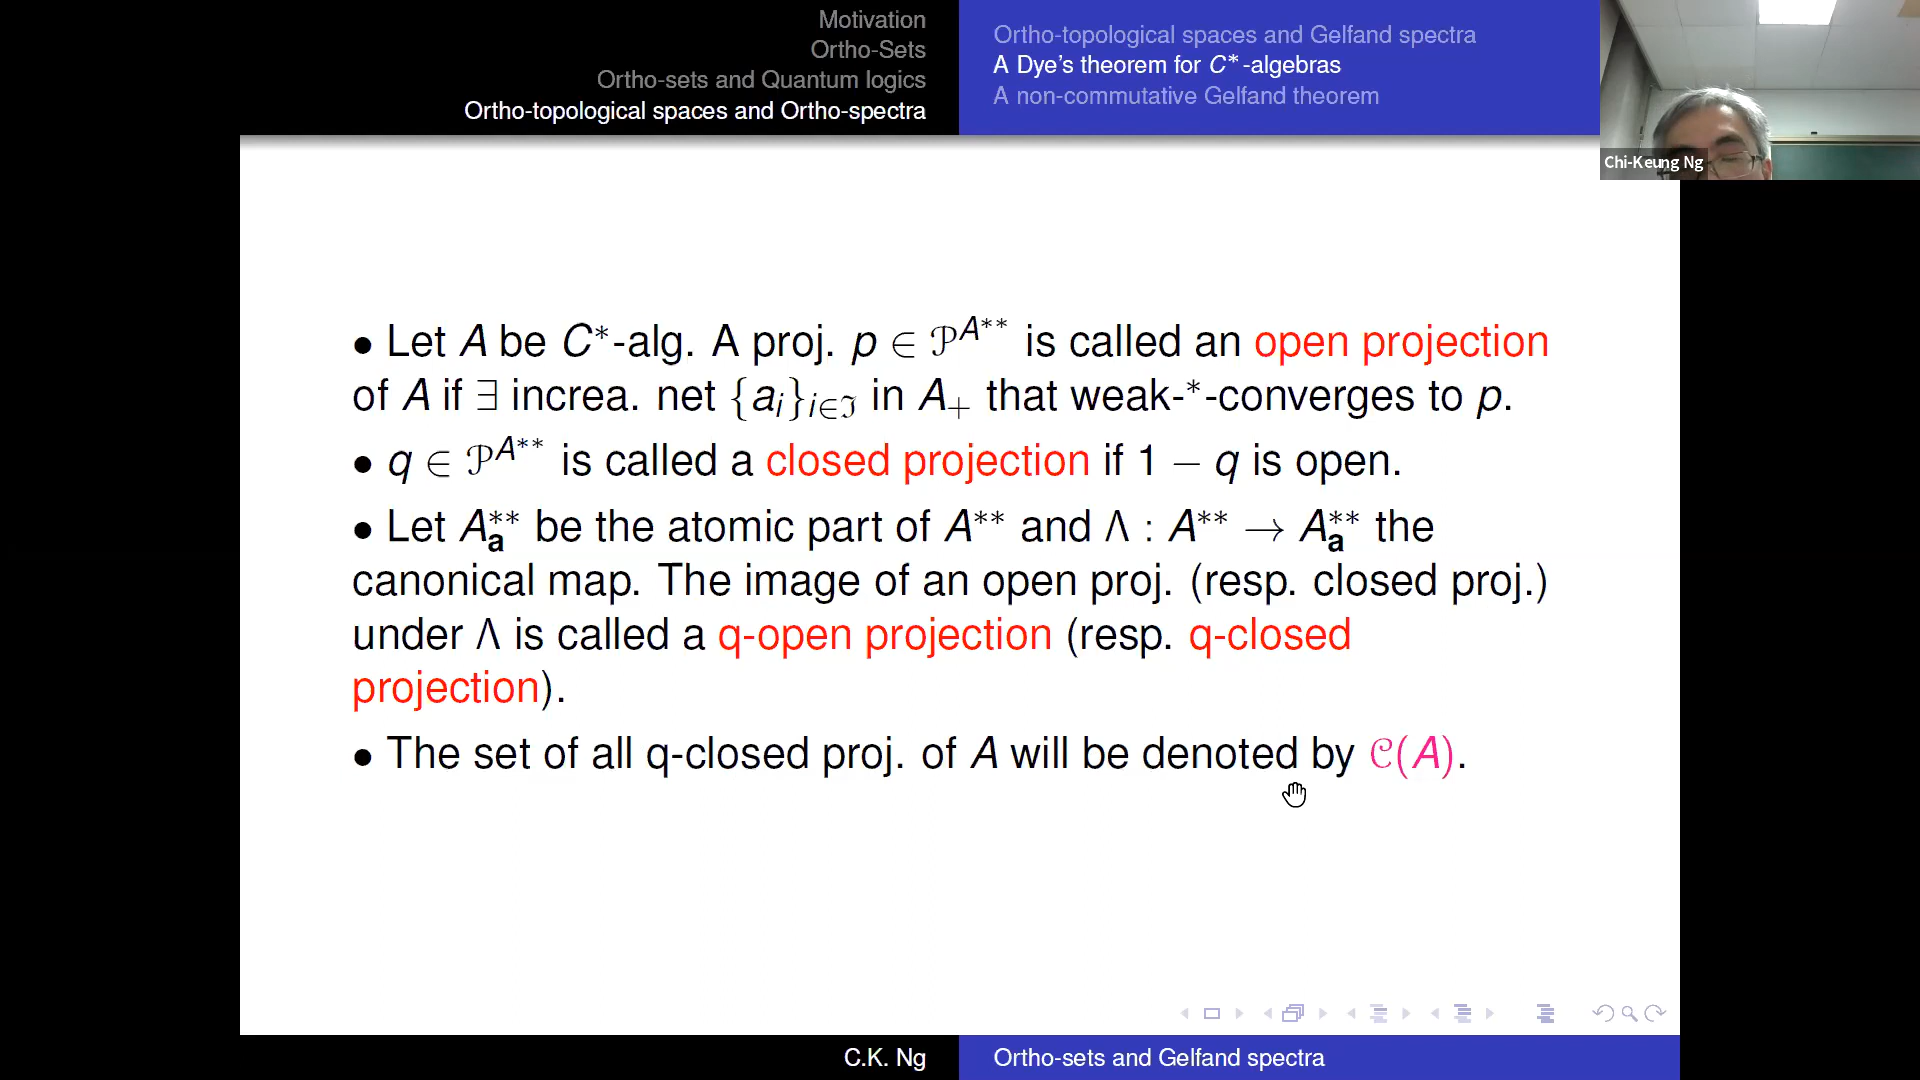 Motivation
Ortho-Sets
Ortho-sets and Quantum logics
Ortho-topological spaces and Ortho-spectra
Ortho-topological spaces and Gelfand spectra
A Dye's theorem for C*-algebras
A non-commutative Gelfand theorem
Chi-Keung Ng
• Let A be C*-alg. A proj. p ∈ 𝒫^{A**} is called an open projection
of A if ∃ increa. net {a_i}_{i∈ℑ} in A_+ that weak-*-converges to p.
• q ∈ 𝒫^{A**} is called a closed projection if 1 − q is open.
• Let A_a^{**} be the atomic part of A** and Λ : A** → A_a^{**} the
canonical map. The image of an open proj. (resp. closed proj.)
under Λ is called a q-open projection (resp. q-closed
projection).
• The set of all q-closed proj. of A will be denoted by 𝒞(A).
C.K. Ng
Ortho-sets and Gelfand spectra